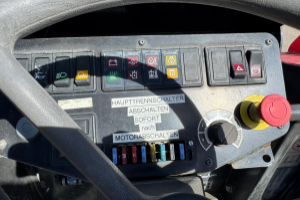 HAUPTTRENNSCHALTER
ABSCHALTEN
SOFORT
nach
MOTORABSCHALTEN